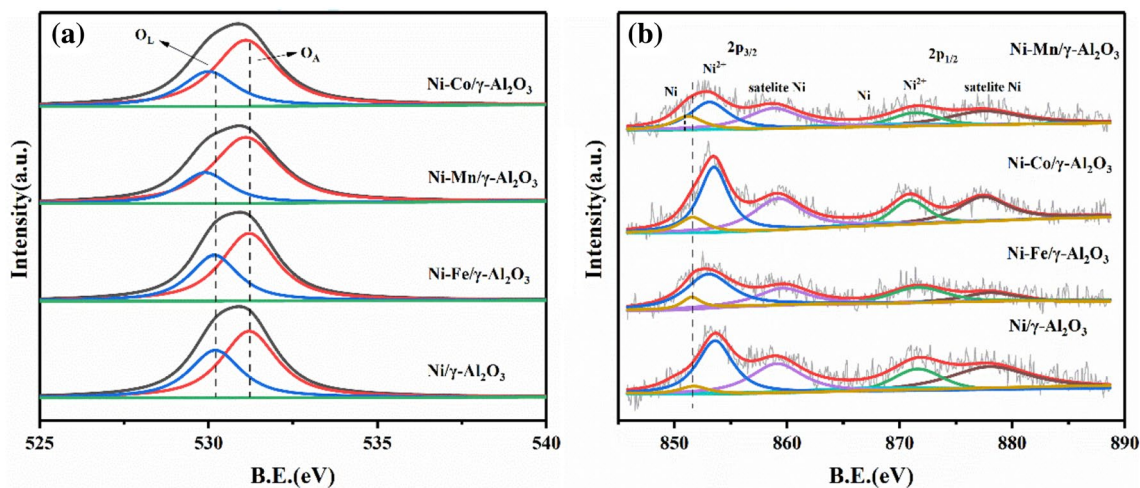 (a)
O_L
O_A
Ni-Co/γ-Al₂O₃
Ni-Mn/γ-Al₂O₃
Ni-Fe/γ-Al₂O₃
Ni/γ-Al₂O₃
Intensity(a.u.)
525 530 535 540
B.E.(eV)
(b)
Ni-Mn/γ-Al₂O₃
2p₃/₂
2p₁/₂
Ni Ni²⁺ satelite Ni Ni Ni²⁺ satelite Ni
Ni-Co/γ-Al₂O₃
Ni-Fe/γ-Al₂O₃
Ni/γ-Al₂O₃
Intensity(a.u.)
850 860 870 880 890
B.E.(eV)